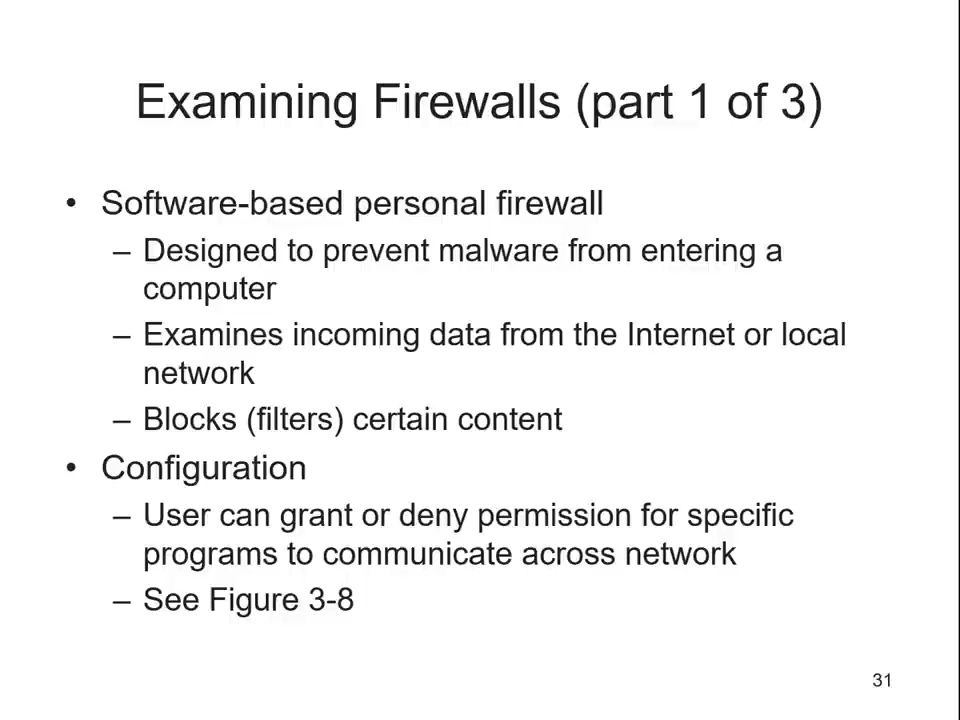 Examining Firewalls (part 1 of 3)
• Software-based personal firewall
– Designed to prevent malware from entering a
computer
– Examines incoming data from the Internet or local
network
– Blocks (filters) certain content
• Configuration
– User can grant or deny permission for specific
programs to communicate across network
– See Figure 3-8
31